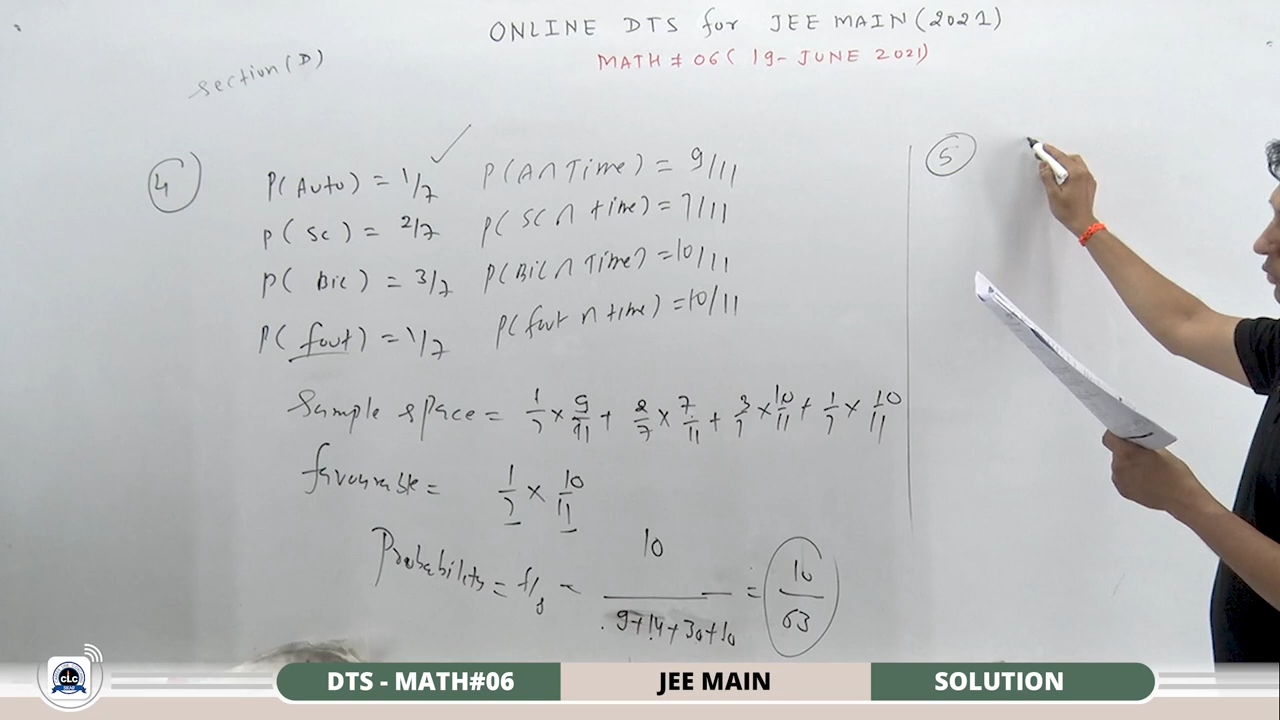 ONLINE DTS for JEE MAIN (2021)
MATH # 06 ( 19- JUNE 2021)
Section (D)
4
P(Auto) = 1/7 ✓ P(A∩Time) = 9/11
P(Sc) = 2/7 P(SC∩time) = 7/11
P(Bic) = 3/7 P(Bic∩Time) = 10/11
P(fout) = 1/7 P(fout∩time) = 10/11
Sample space = 1/7 × 9/11 + 2/7 × 7/11 + 3/7 × 10/11 + 1/7 × 10/11
favourable = 1/7 × 10/11
Probability = f/s = 10/9+14+30+10 = 10/63
5
CLC
DTS - MATH#06
JEE MAIN
SOLUTION